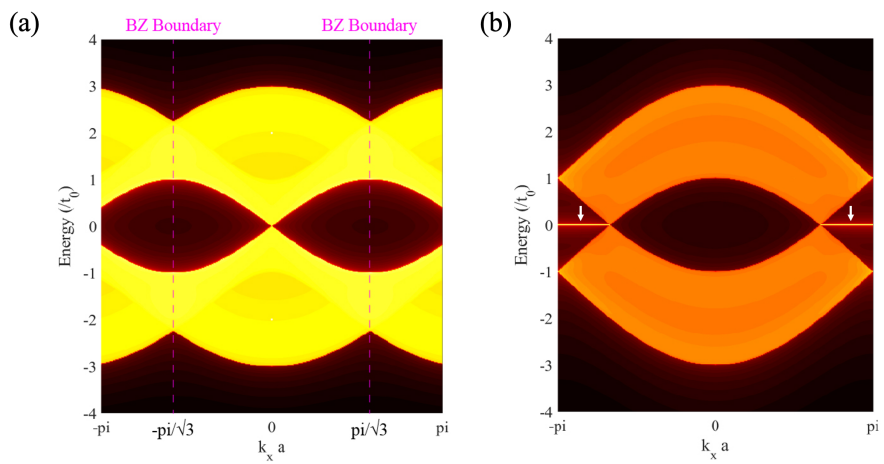 (a)
BZ Boundary
BZ Boundary
4
3
2
1
0
-1
-2
-3
-4
Energy (/t0)
-pi
-pi/√3
0
pi/√3
pi
kx a
(b)
4
3
2
1
0
-1
-2
-3
-4
Energy (/t0)
-pi
0
pi
kx a